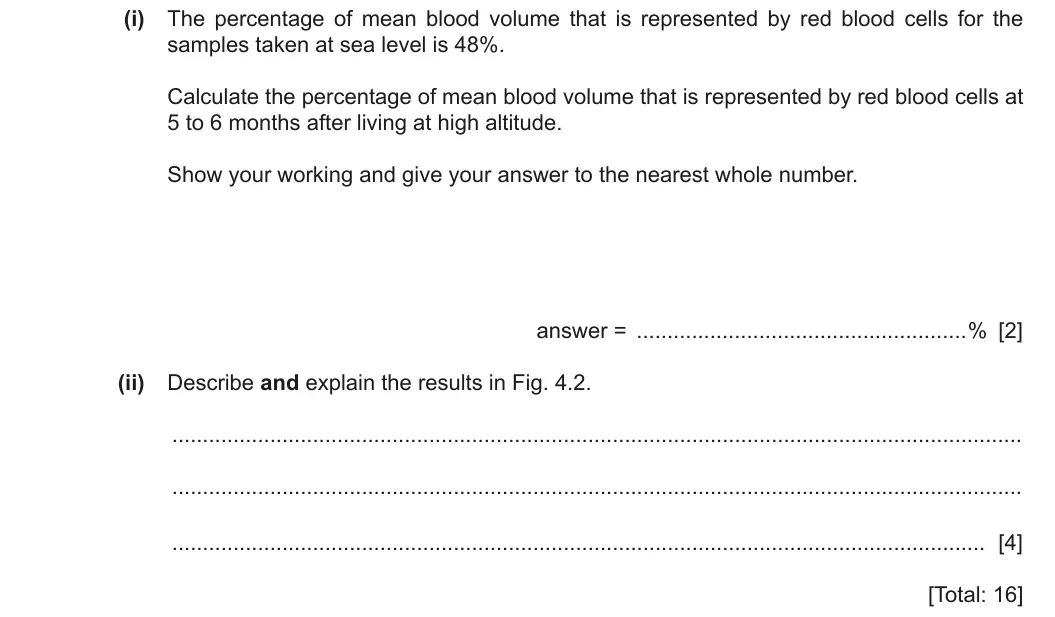 (i) The percentage of mean blood volume that is represented by red blood cells for the
samples taken at sea level is 48%.
Calculate the percentage of mean blood volume that is represented by red blood cells at
5 to 6 months after living at high altitude.
Show your working and give your answer to the nearest whole number.
answer = ......................................................% [2]
(ii) Describe and explain the results in Fig. 4.2.
...........................................................................................................................................
...........................................................................................................................................
..................................................................................................................................... [4]
[Total: 16]